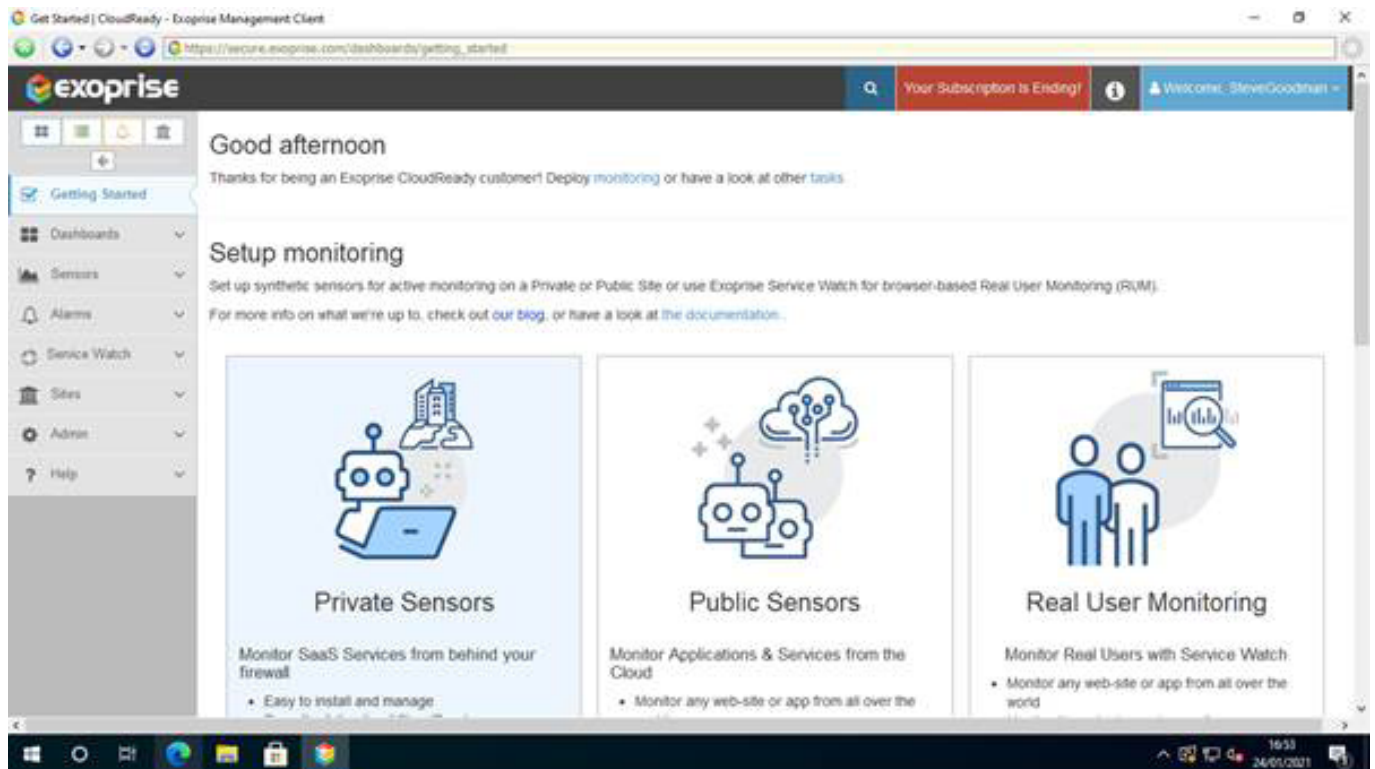 Get Started | CloudReady - Exoprise Management Client
https://secure.exoprise.com/dashboards/getting_started
exoprise
Your Subscription Is Ending!
Welcome, SteveGoodman
Good afternoon
Thanks for being an Exoprise CloudReady customer! Deploy monitoring or have a look at other tasks
Getting Started
Dashboards
Sensors
Alarms
Service Watch
Sites
Admin
? Help
Setup monitoring
Set up synthetic sensors for active monitoring on a Private or Public Site or use Exoprise Service Watch for browser-based Real User Monitoring (RUM).
For more info on what we're up to, check out our blog, or have a look at the documentation.
Private Sensors
Monitor SaaS Services from behind your
firewall
• Easy to install and manage
Public Sensors
Monitor Applications & Services from the
Cloud
• Monitor any web-site or app from all over the
Real User Monitoring
Monitor Real Users with Service Watch
• Monitor any web-site or app from all over the
world
16:53
24/01/2021